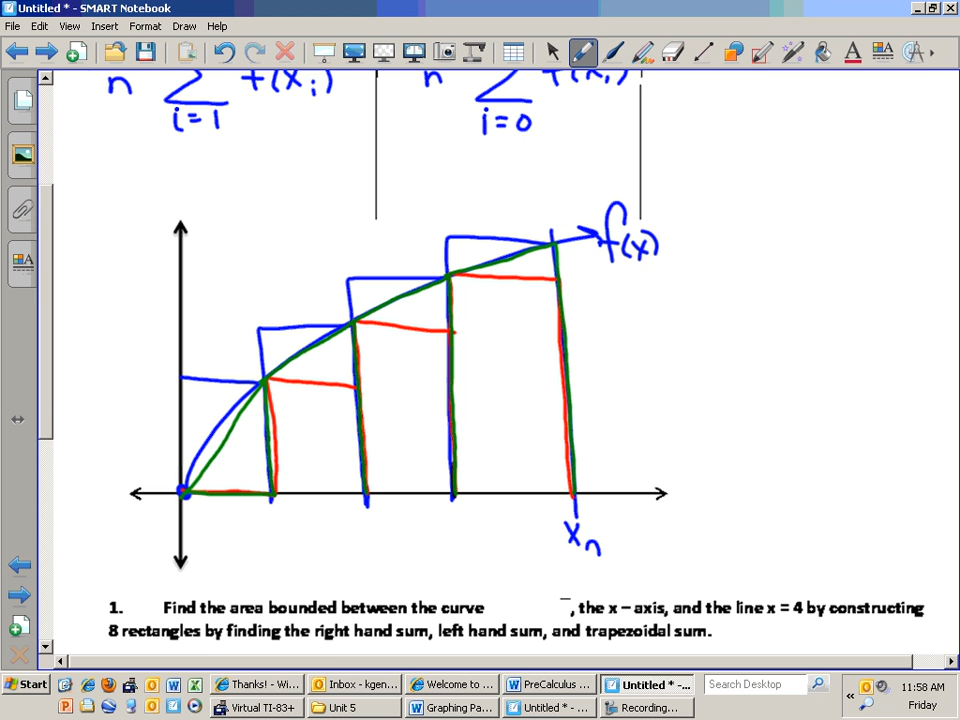 Untitled * - SMART Notebook
File Edit View Insert Format Draw Help
n ∑ f(xᵢ) n ∑ f(xᵢ)
i=1 i=0
f(x)
xₙ
1. Find the area bounded between the curve , the x – axis, and the line x = 4 by constructing
8 rectangles by finding the right hand sum, left hand sum, and trapezoidal sum.
Start Thanks! - Wi... Inbox - kgen... Welcome to ... PreCalculus ... Untitled * -... Search Desktop 11:58 AM
Virtual TI-83+ Unit 5 Graphing Pa... Untitled * - ... Recording... Friday